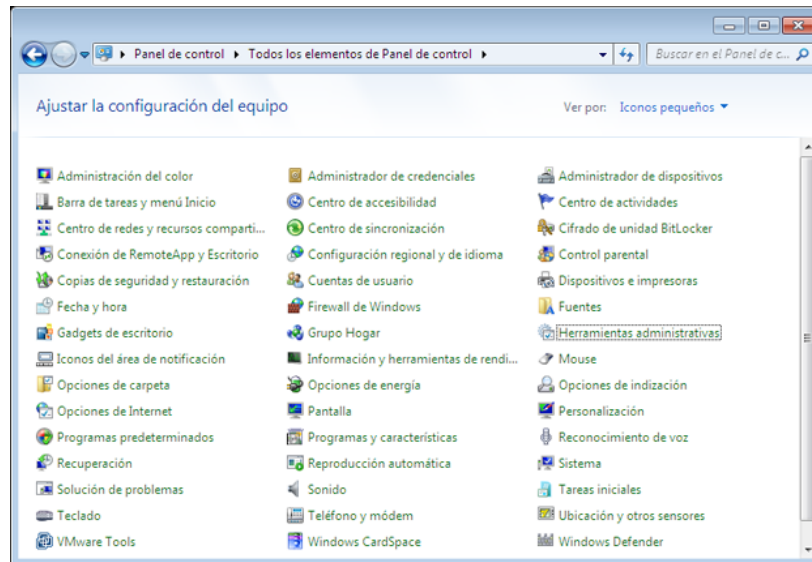 Panel de control ▸ Todos los elementos de Panel de control ▸
Buscar en el Panel de c...
Ajustar la configuración del equipo
Ver por: Iconos pequeños
Administración del color Administrador de credenciales Administrador de dispositivos
Barra de tareas y menú Inicio Centro de accesibilidad Centro de actividades
Centro de redes y recursos comparti... Centro de sincronización Cifrado de unidad BitLocker
Conexión de RemoteApp y Escritorio Configuración regional y de idioma Control parental
Copias de seguridad y restauración Cuentas de usuario Dispositivos e impresoras
Fecha y hora Firewall de Windows Fuentes
Gadgets de escritorio Grupo Hogar Herramientas administrativas
Iconos del área de notificación Información y herramientas de rendi... Mouse
Opciones de carpeta Opciones de energía Opciones de indización
Opciones de Internet Pantalla Personalización
Programas predeterminados Programas y características Reconocimiento de voz
Recuperación Reproducción automática Sistema
Solución de problemas Sonido Tareas iniciales
Teclado Teléfono y módem Ubicación y otros sensores
VMware Tools Windows CardSpace Windows Defender